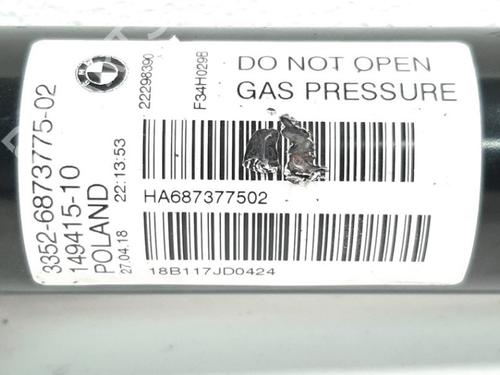 BMW
3352-6873775-02
149415-10
POLAND
27.04.18
22:13:53
22298390
F34H029B
DO NOT OPEN
GAS PRESSURE
HA687377502
18B117JD0424